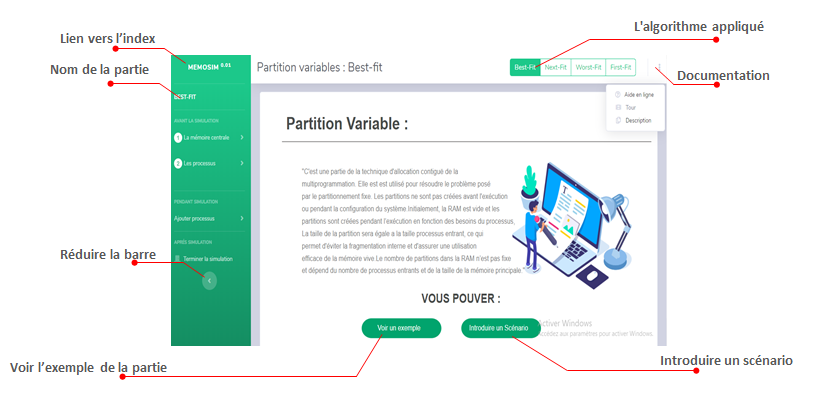 L'algorithme appliqué
Lien vers l'index
Nom de la partie
Documentation
MEMOSIM 0.01
Partition variables : Best-fit
Best-Fit Next-Fit Worst-Fit First-Fit
Aide en ligne
Tour
Description
BEST-FIT
AVANT LA SIMULATION
1 La mémoire centrale
2 Les processus
PENDANT SIMULATION
Ajouter processus
APRÈS SIMULATION
Terminer la simulation
Réduire la barre
Partition Variable :
"C'est une partie de la technique d'allocation contiguë de la
multiprogrammation. Elle est est utilisé pour résoudre le problème posé
par le partitionnement fixe. Les partitions ne sont pas créées avant l'exécution
ou pendant la configuration du système.Initialement, la RAM est vide et les
partitions sont créées pendant l'exécution en fonction des besoins du processus.
La taille de la partition sera égale a la taille processus entrant, ce qui
permet d'éviter la fragmentation interne et d'assurer une utilisation
efficace de la mémoire vive.Le nombre de partitions dans la RAM n'est pas fixe
et dépend du nombre de processus entrants et de la taille de la mémoire principale."
VOUS POUVER :
Voir un exemple
Introduire un Scénario
Activer Windows
Accédez aux paramètres pour activer Windows.
Voir l'exemple de la partie
Introduire un scénario